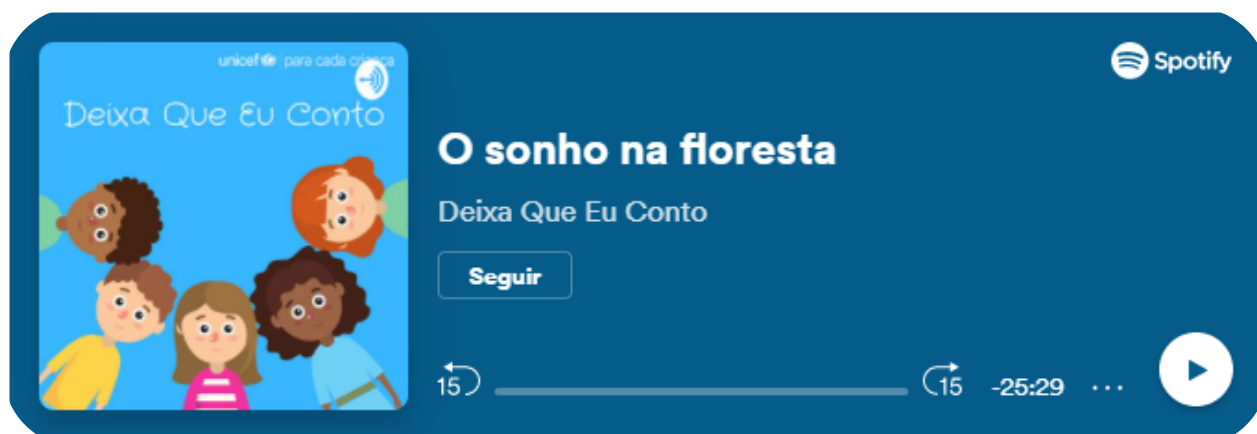 unicef para cada criança
Deixa Que Eu Conto
Spotify
O sonho na floresta
Deixa Que Eu Conto
Seguir
15
15
-25:29
...